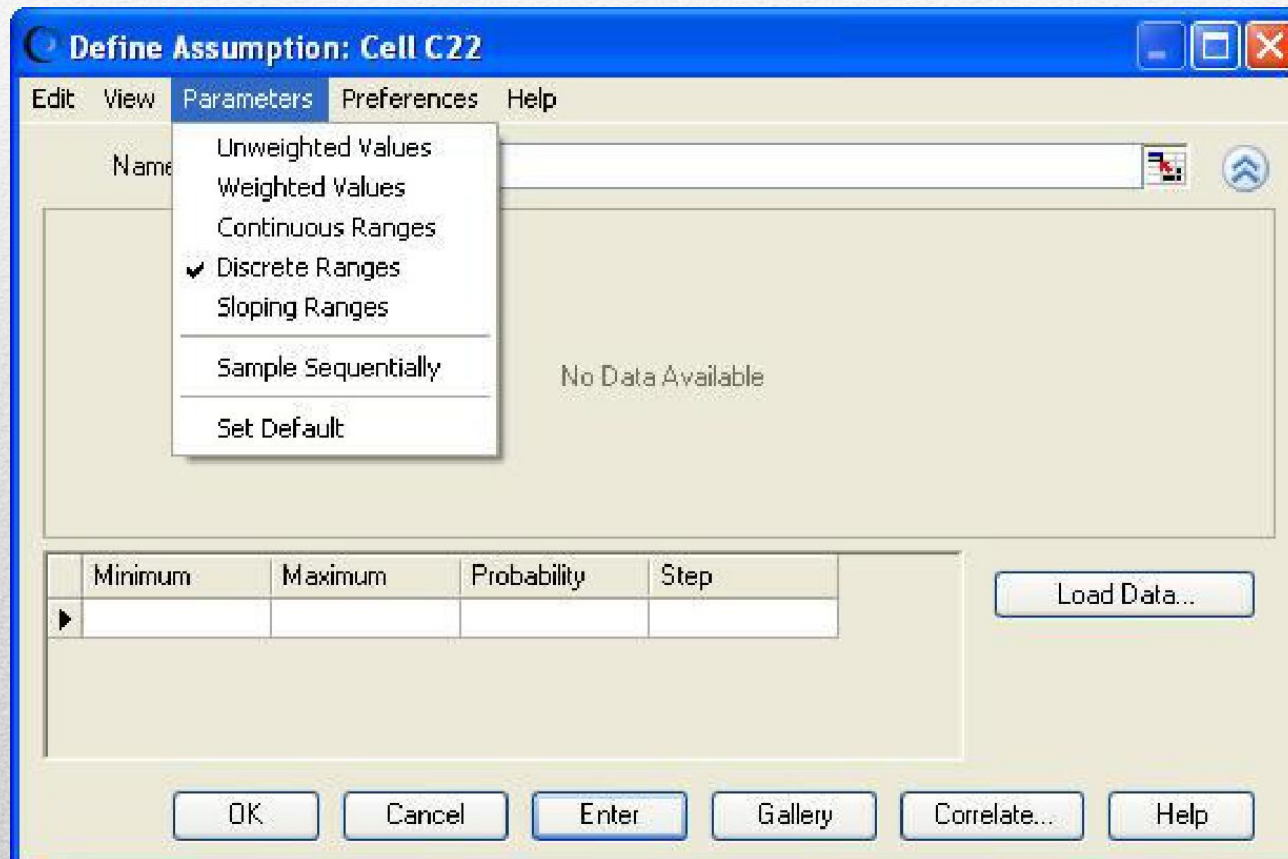 Define Assumption: Cell C22
Edit View Parameters Preferences Help
Name
Unweighted Values
Weighted Values
Continuous Ranges
Discrete Ranges
Sloping Ranges
Sample Sequentially
Set Default
No Data Available
Minimum Maximum Probability Step
Load Data...
OK Cancel Enter Gallery Correlate... Help